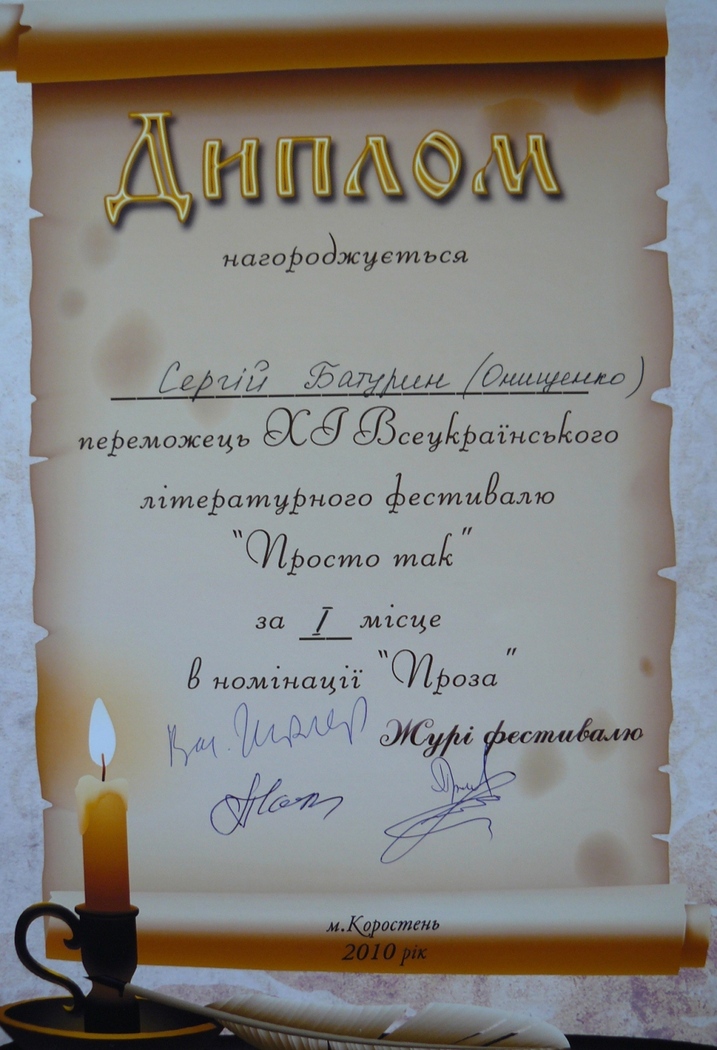 Диплом
нагороджується
Сергій Батурин (Онищенко)
переможець XI Всеукраїнського
літературного фестивалю
"Просто так"
за I місце
в номінації "Проза"
Журі фестивалю
м.Коростень
2010 рік